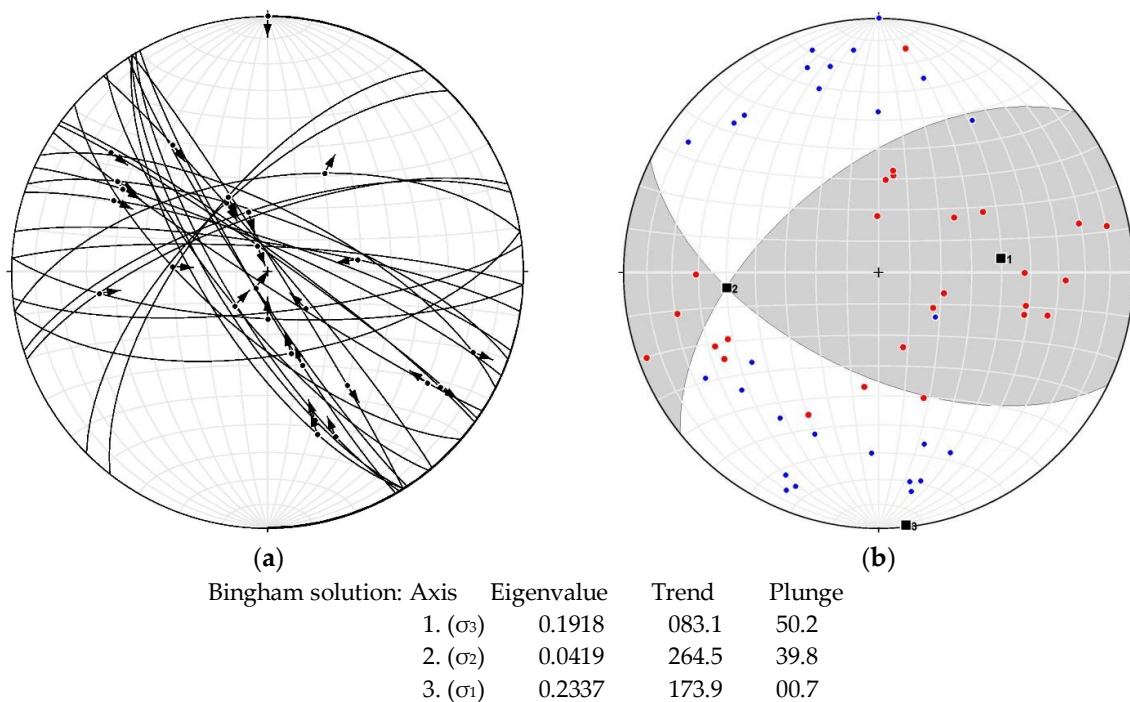 1
2
3
(a) (b)
Bingham solution: Axis Eigenvalue Trend Plunge
1. (σ3) 0.1918 083.1 50.2
2. (σ2) 0.0419 264.5 39.8
3. (σ1) 0.2337 173.9 00.7